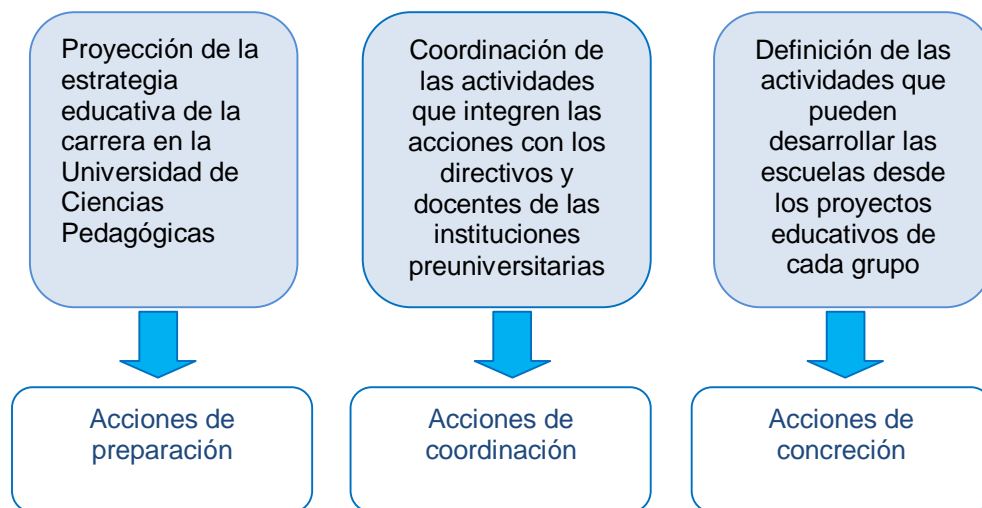 Proyección de la
estrategia
educativa de la
carrera en la
Universidad de
Ciencias
Pedagógicas
Coordinación de
las actividades
que integren las
acciones con los
directivos y
docentes de las
instituciones
preuniversitarias
Definición de las
actividades que
pueden
desarrollar las
escuelas desde
los proyectos
educativos de
cada grupo
Acciones de
preparación
Acciones de
coordinación
Acciones de
concreción